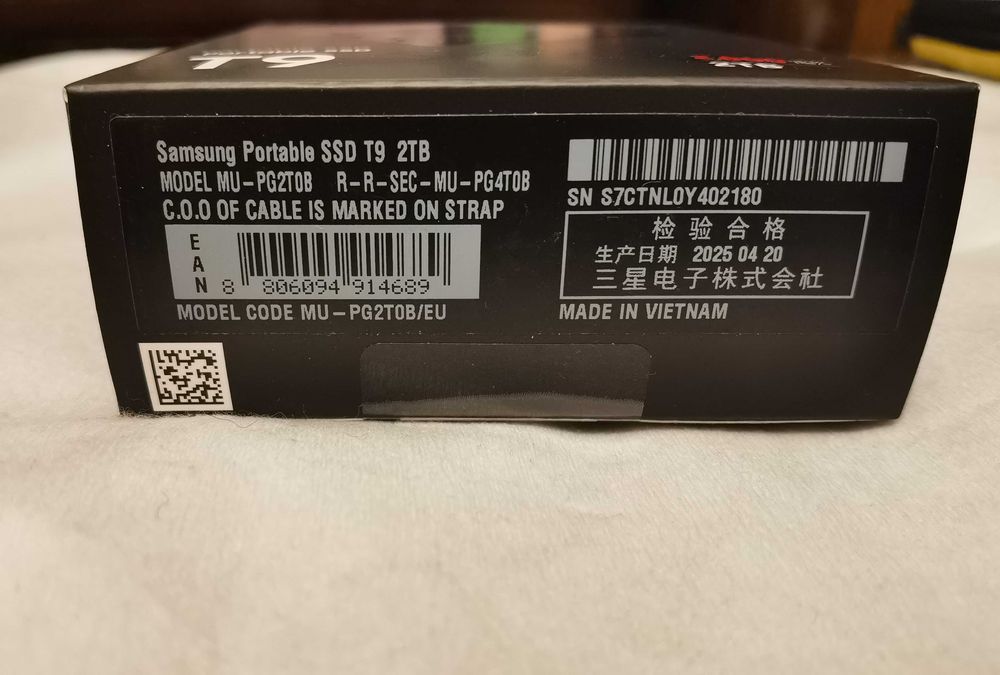 PORTABLE SSD
T9
Samsung Portable SSD T9 2TB
MODEL MU-PG2T0B R-R-SEC-MU-PG4T0B
C.O.O OF CABLE IS MARKED ON STRAP
EAN
8 806094 914689
MODEL CODE MU-PG2T0B/EU
SN S7CTNL0Y402180
检验合格
生产日期 2025 04 20
三星电子株式会社
MADE IN VIETNAM